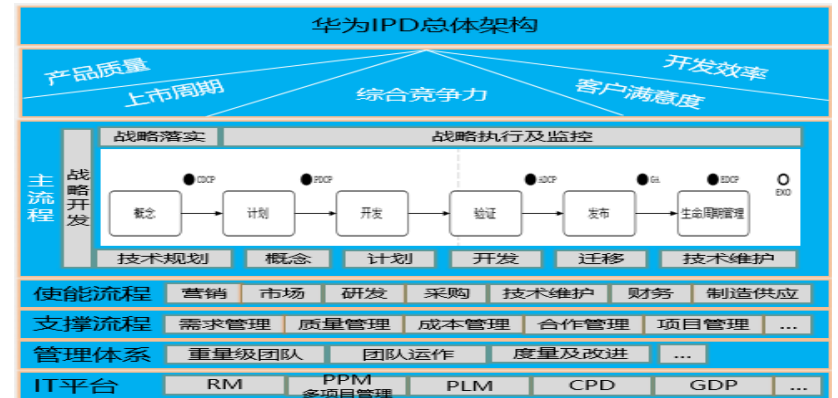 华为IPD总体架构
产品质量
上市周期
综合竞争力
客户满意度
开发效率
主流程
战略开发
战略落实 战略执行及监控
CDCP PDCP ADCP GA EDCP EXO
概念 计划 开发 验证 发布 生命周期管理
技术规划 概念 计划 开发 迁移 技术维护
使能流程 营销 市场 研发 采购 技术维护 财务 制造供应
支撑流程 需求管理 质量管理 成本管理 合作管理 项目管理 ...
管理体系 重量级团队 团队运作 度量及改进 ...
IT平台 RM PPM PLM CPD GDP ...
多项目管理